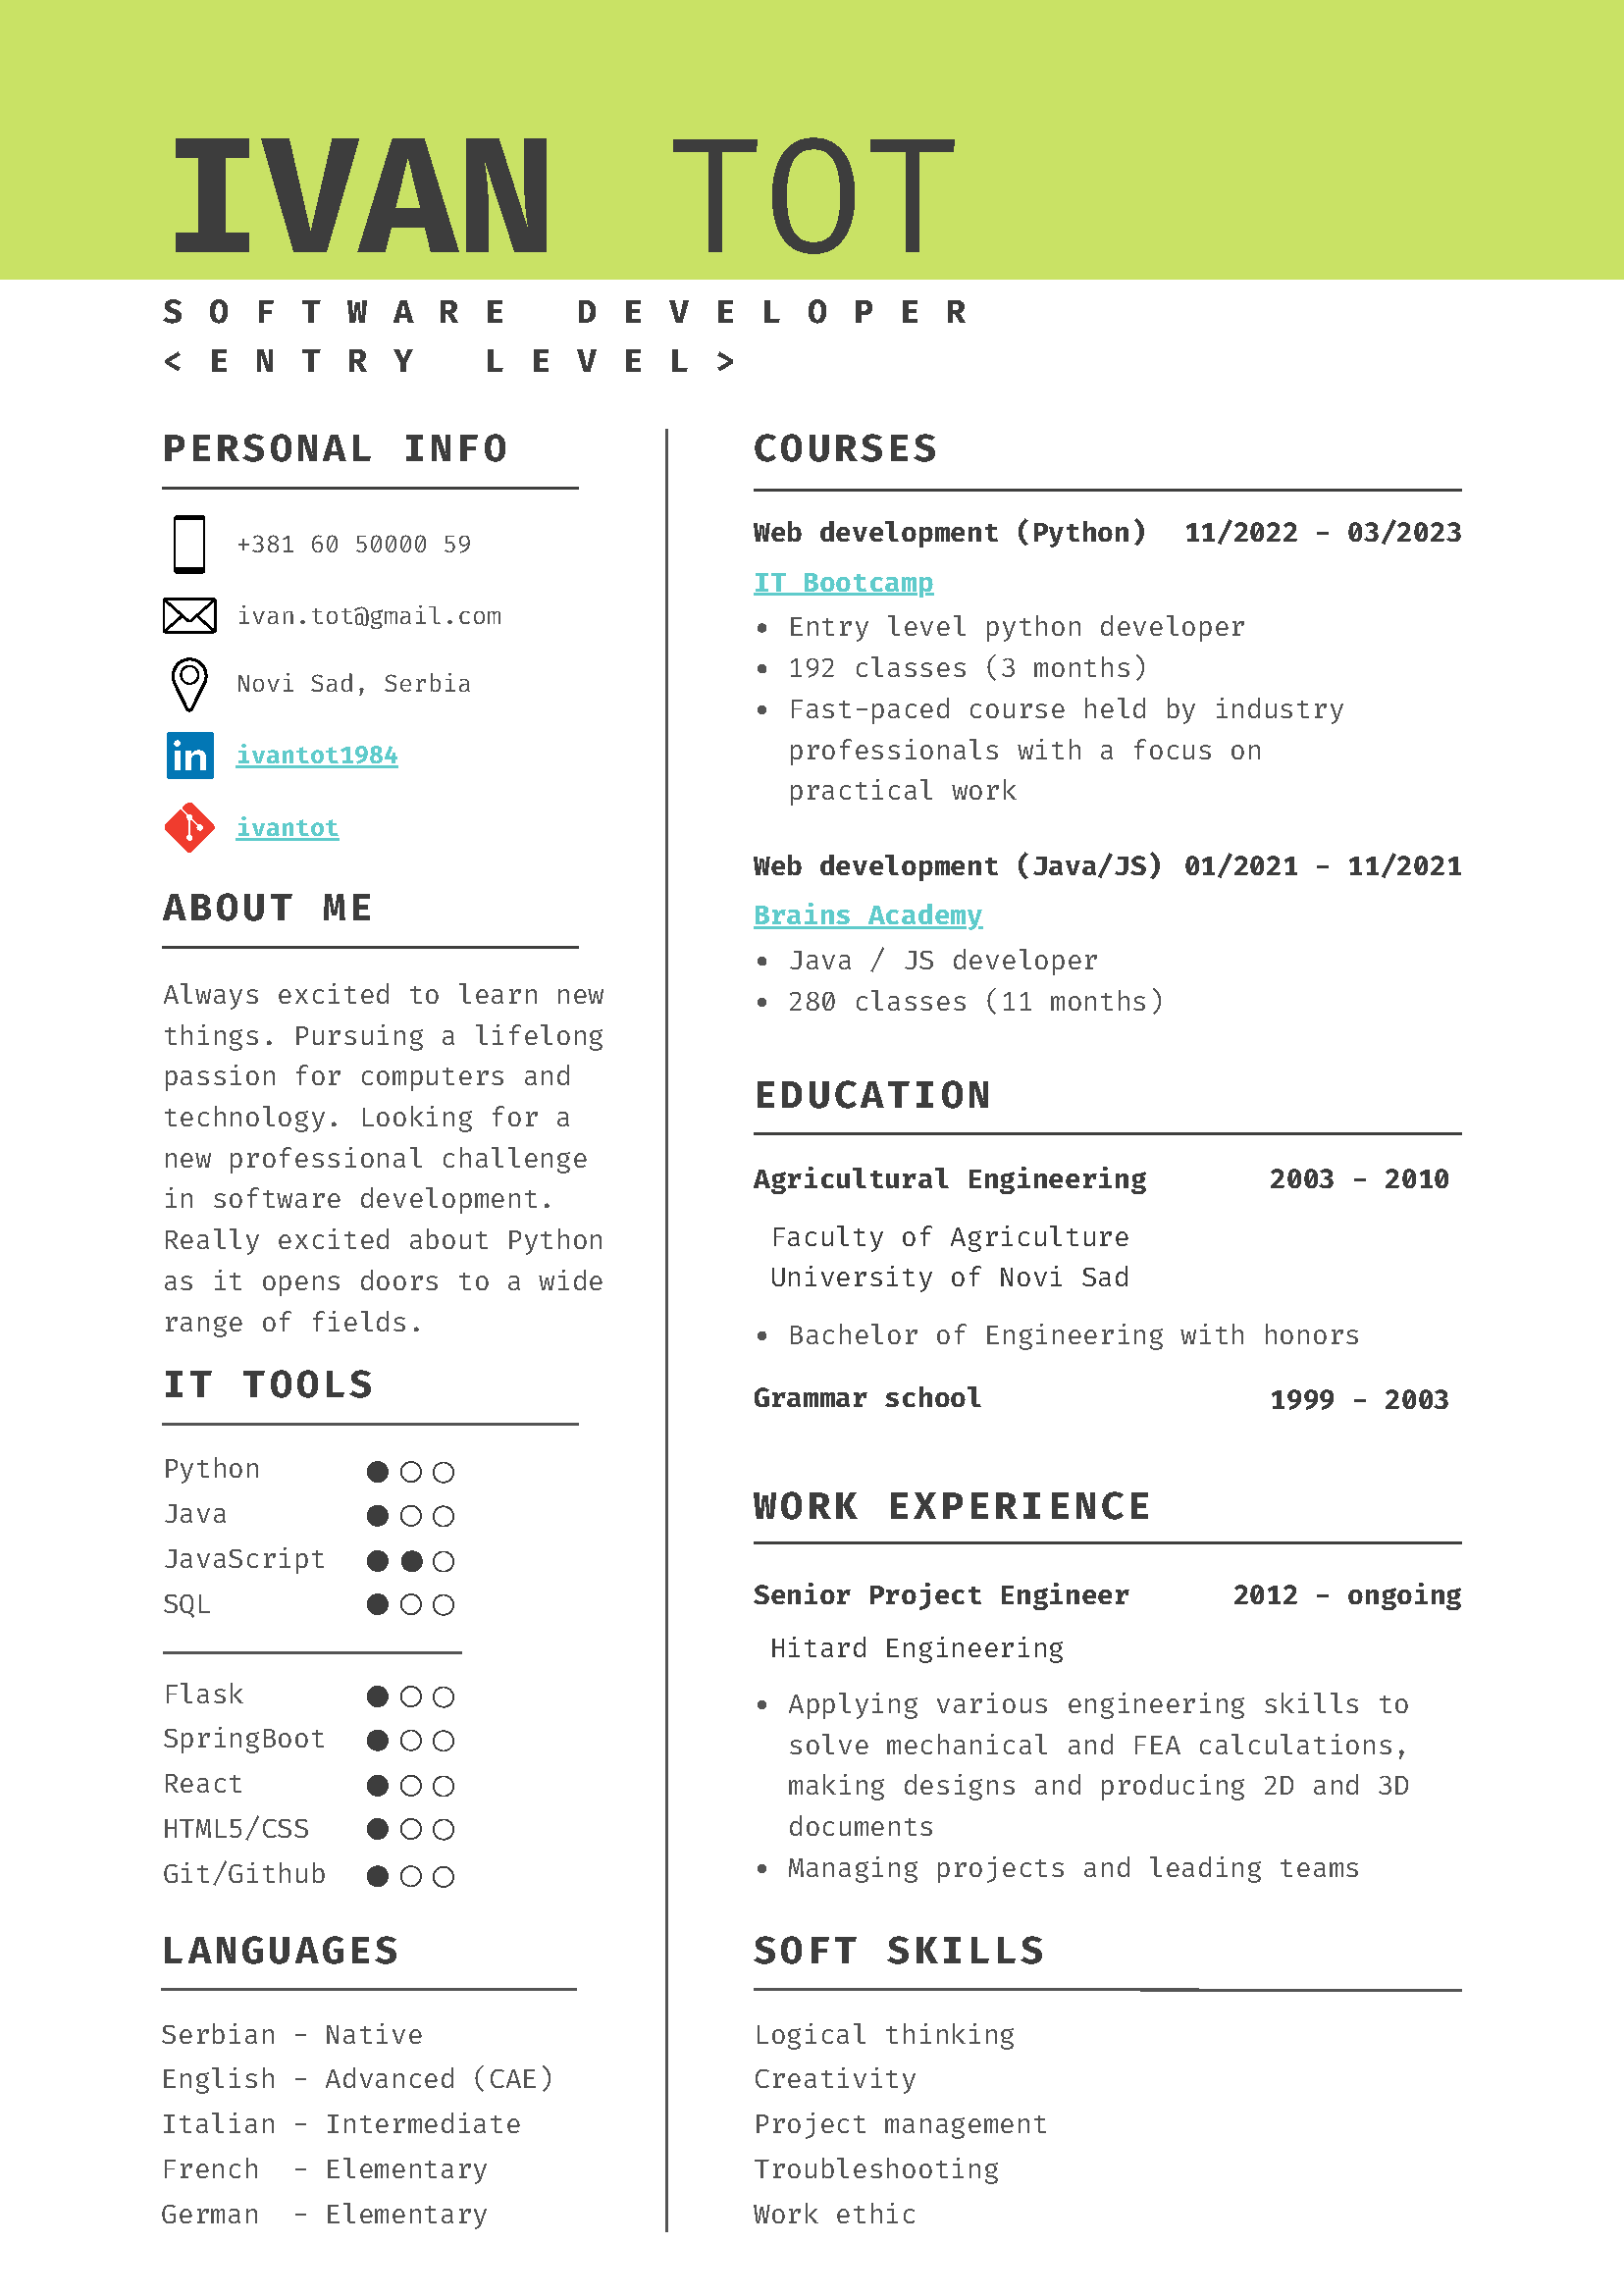 IVAN TOT
SOFTWARE DEVELOPER
<ENTRY LEVEL>
PERSONAL INFO
+381 60 50000 59
ivan.tot@gmail.com
Novi Sad, Serbia
in ivantot1984
ivantot
ABOUT ME
Always excited to learn new
things. Pursuing a lifelong
passion for computers and
technology. Looking for a
new professional challenge
in software development.
Really excited about Python
as it opens doors to a wide
range of fields.
IT TOOLS
Python
Java
JavaScript
SQL
Flask
SpringBoot
React
HTML5/CSS
Git/Github
LANGUAGES
Serbian - Native
English - Advanced (CAE)
Italian - Intermediate
French - Elementary
German - Elementary
COURSES
Web development (Python) 11/2022 - 03/2023
IT Bootcamp
• Entry level python developer
• 192 classes (3 months)
• Fast-paced course held by industry
professionals with a focus on
practical work
Web development (Java/JS) 01/2021 - 11/2021
Brains Academy
• Java / JS developer
• 280 classes (11 months)
EDUCATION
Agricultural Engineering 2003 - 2010
Faculty of Agriculture
University of Novi Sad
• Bachelor of Engineering with honors
Grammar school 1999 - 2003
WORK EXPERIENCE
Senior Project Engineer 2012 - ongoing
Hitard Engineering
• Applying various engineering skills to
solve mechanical and FEA calculations,
making designs and producing 2D and 3D
documents
• Managing projects and leading teams
SOFT SKILLS
Logical thinking
Creativity
Project management
Troubleshooting
Work ethic